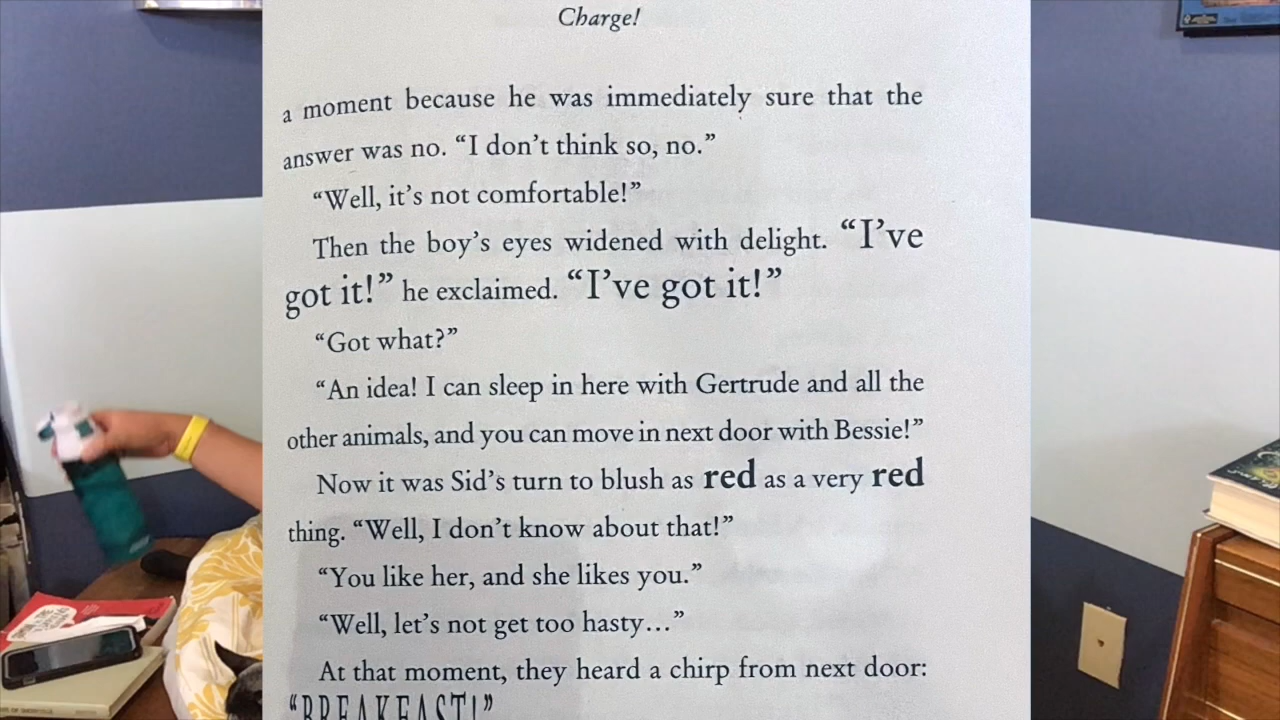 Charge!
a moment because he was immediately sure that the
answer was no. “I don’t think so, no.”
“Well, it’s not comfortable!”
Then the boy’s eyes widened with delight. “I’ve
got it!” he exclaimed. “I’ve got it!”
“Got what?”
“An idea! I can sleep in here with Gertrude and all the
other animals, and you can move in next door with Bessie!”
Now it was Sid’s turn to blush as red as a very red
thing. “Well, I don’t know about that!”
“You like her, and she likes you.”
“Well, let’s not get too hasty…”
At that moment, they heard a chirp from next door:
“BREAKFAST!”